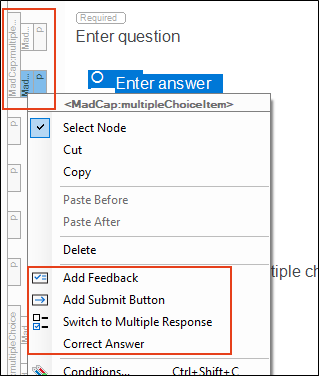 Required
Enter question
MadCap:multiple...
Mad...
p
Mad...
p
Enter answer
<MadCap:multipleChoiceItem>
Select Node
Cut
Copy
Paste Before
Paste After
Delete
Add Feedback
Add Submit Button
Switch to Multiple Response
Correct Answer
Conditions... Ctrl+Shift+C
tiple ch
p
p
p
p
:multipleChoice
Mad